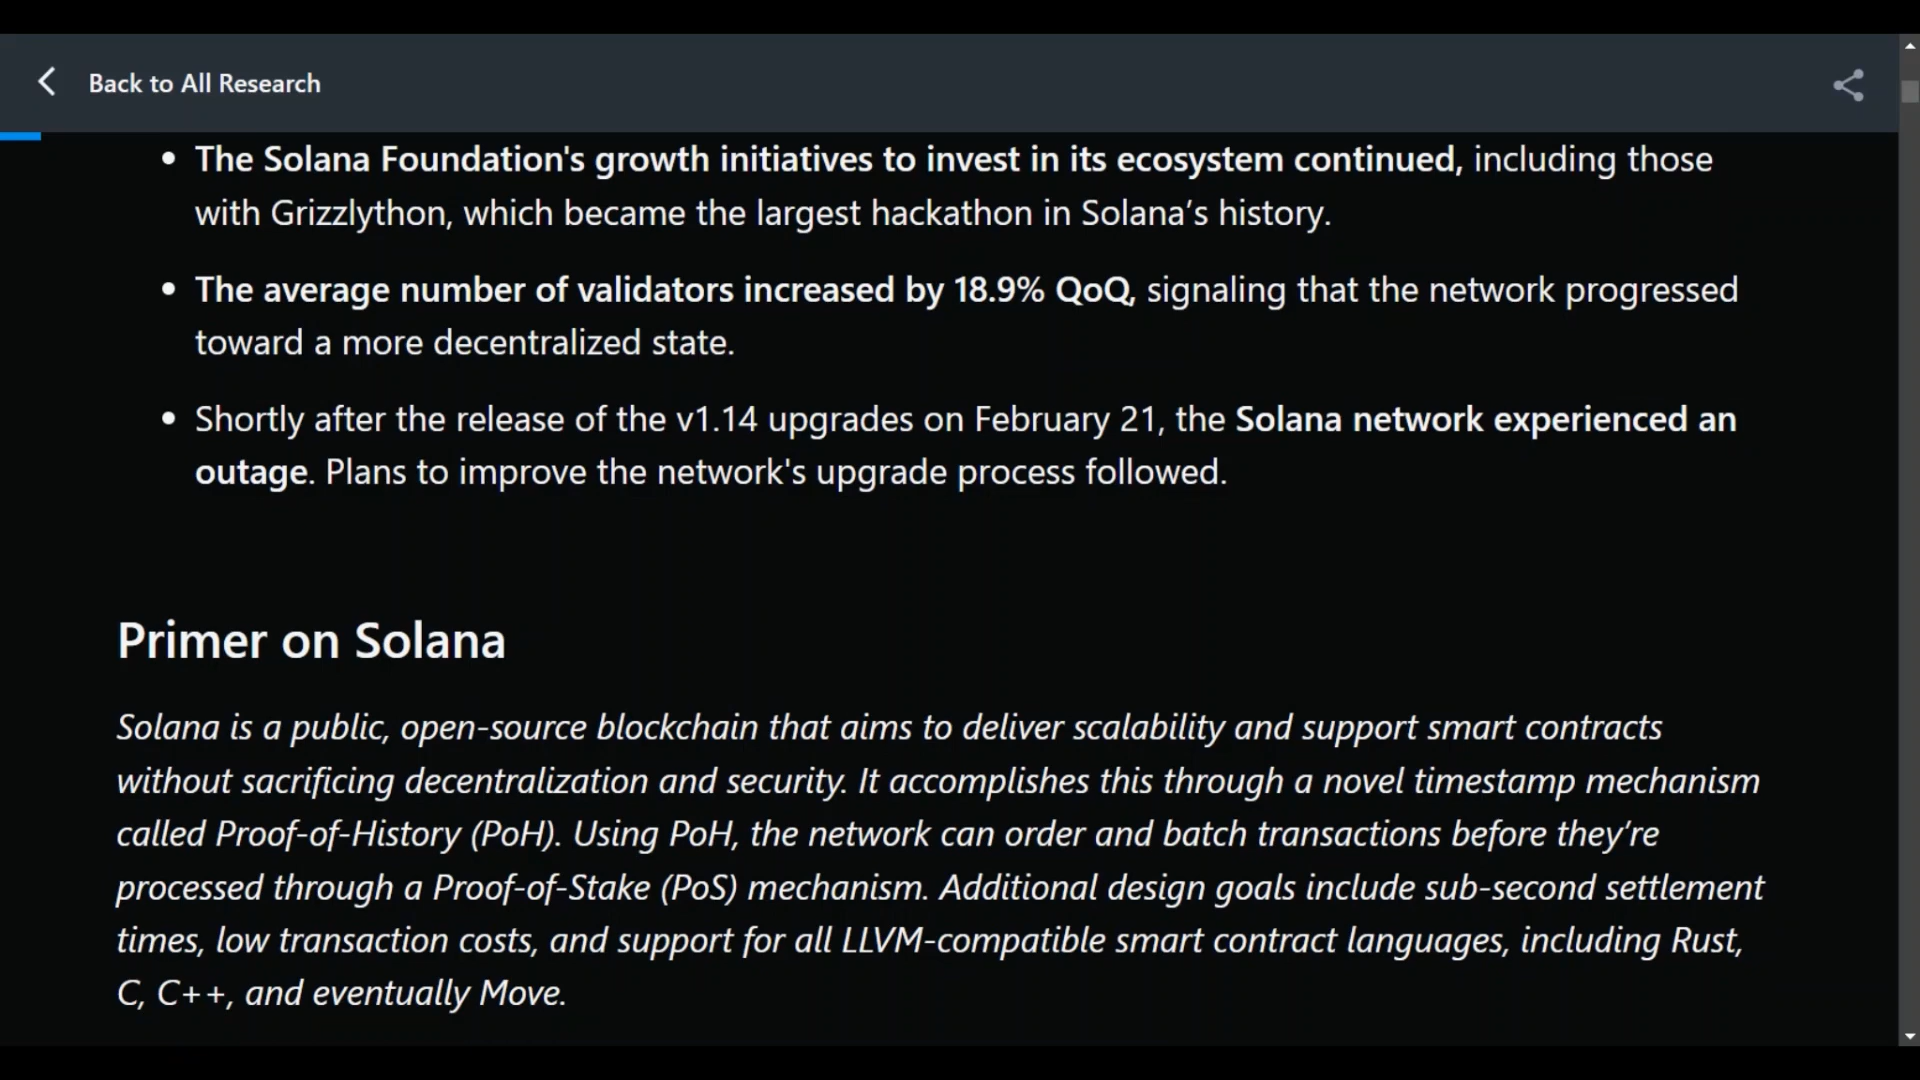 Back to All Research
The Solana Foundation's growth initiatives to invest in its ecosystem continued, including those
with Grizzlython, which became the largest hackathon in Solana’s history.
The average number of validators increased by 18.9% QoQ, signaling that the network progressed
toward a more decentralized state.
Shortly after the release of the v1.14 upgrades on February 21, the Solana network experienced an
outage. Plans to improve the network's upgrade process followed.
Primer on Solana
Solana is a public, open-source blockchain that aims to deliver scalability and support smart contracts
without sacrificing decentralization and security. It accomplishes this through a novel timestamp mechanism
called Proof-of-History (PoH). Using PoH, the network can order and batch transactions before they’re
processed through a Proof-of-Stake (PoS) mechanism. Additional design goals include sub-second settlement
times, low transaction costs, and support for all LLVM-compatible smart contract languages, including Rust,
C, C++, and eventually Move.